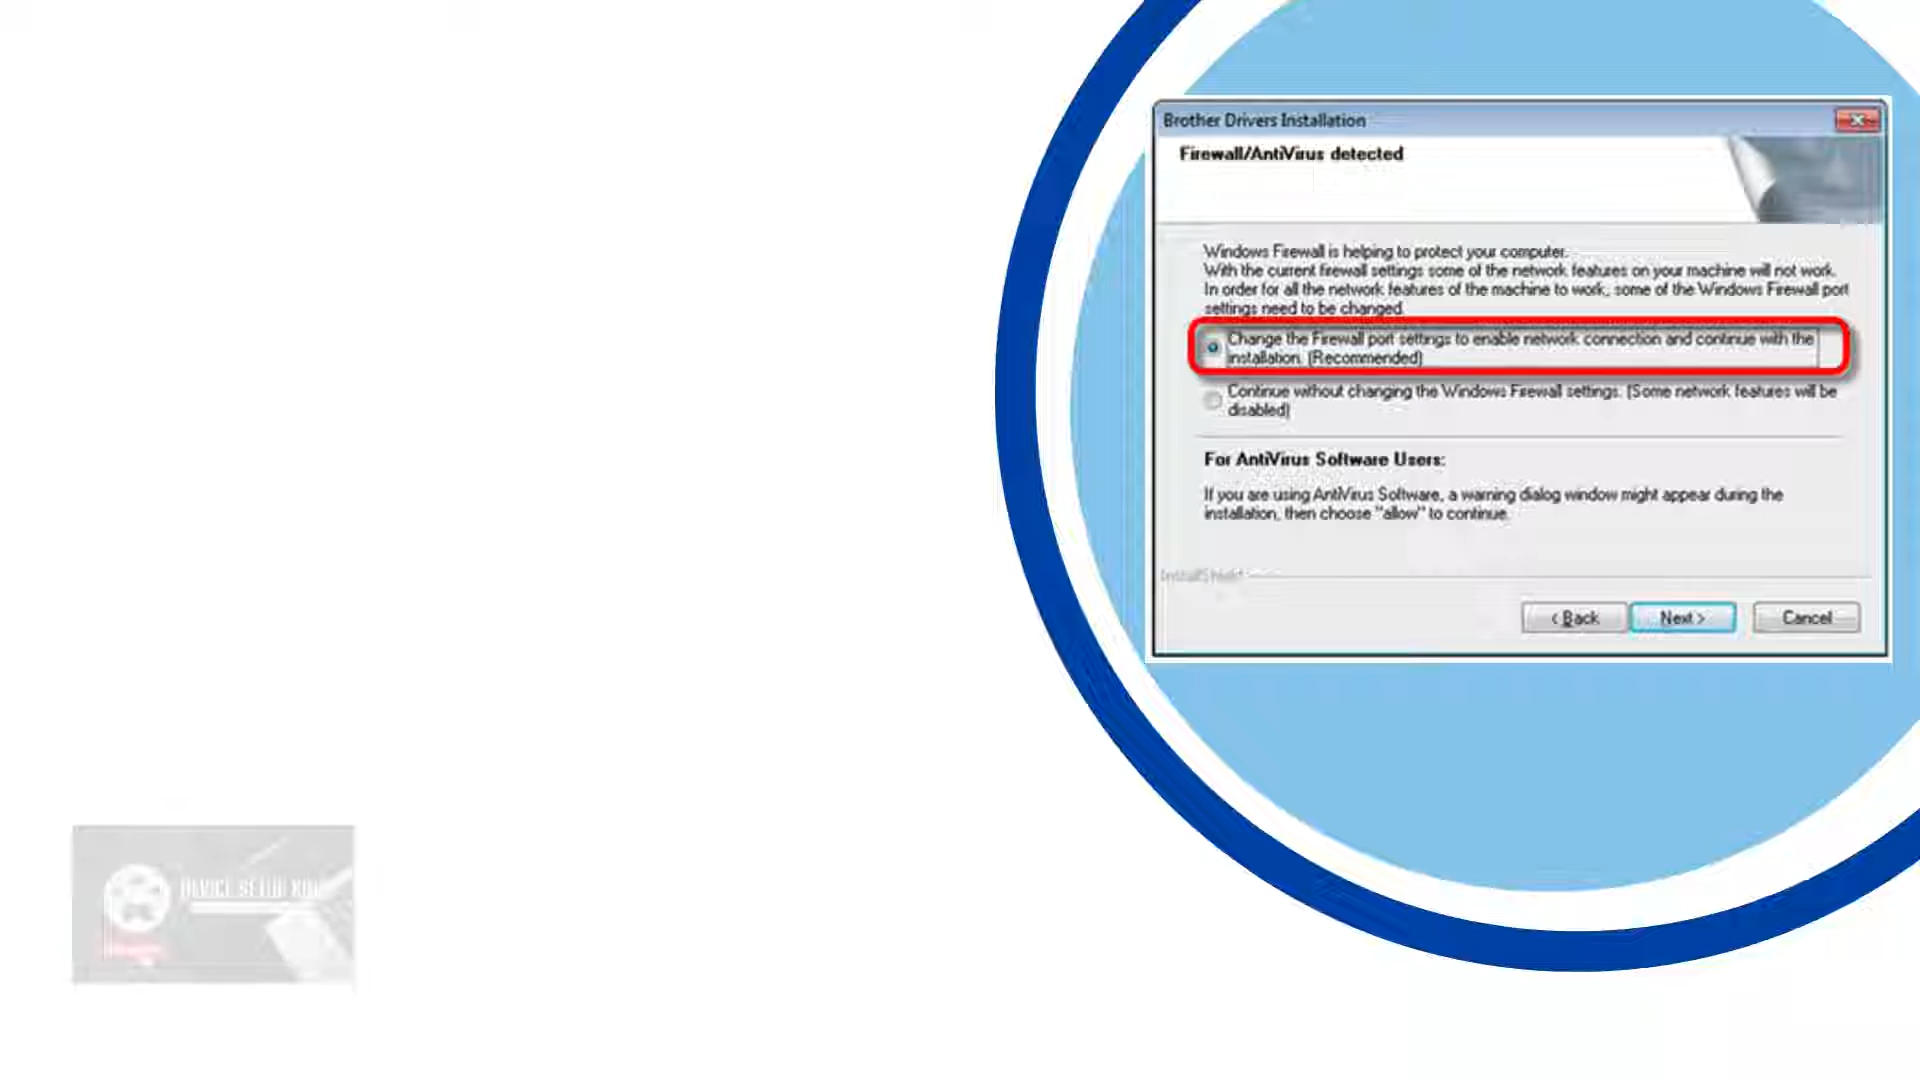 Brother Drivers Installation
Firewall/AntiVirus detected
Windows Firewall is helping to protect your computer.
With the current firewall settings some of the network features on your machine will not work.
In order for all the network features of the machine to work, some of the Windows Firewall port
settings need to be changed.
Change the Firewall port settings to enable network connection and continue with the
installation. (Recommended)
Continue without changing the Windows Firewall settings. (Some network features will be
disabled)
For AntiVirus Software Users:
If you are using AntiVirus Software, a warning dialog window might appear during the
installation, then choose "allow" to continue.
InstallShield
< Back
Next >
Cancel
DEVICE SETUP